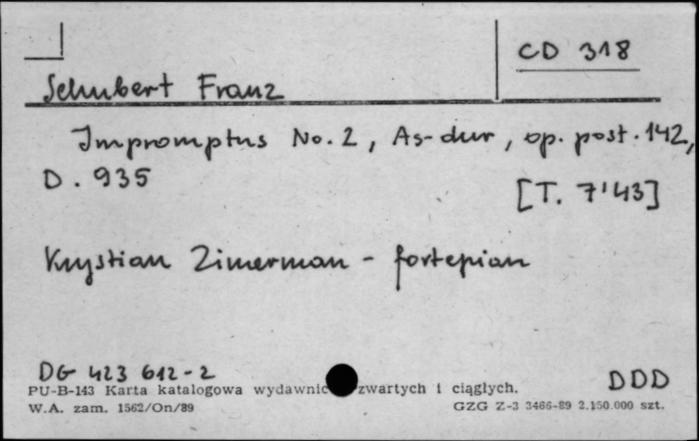 CD 318
Schubert Franz
Impromptus No. 2, As-dur, op. post. 142,
D. 935
[T. 7'43]
Krystian Zimerman - fortepian
DG 423 612-2
DDD
PU-B-143 Karta katalogowa wydawnic zwartych i ciągłych.
W.A. zam. 1562/On/89
GZG Z-3 3466-89 2.150.000 szt.